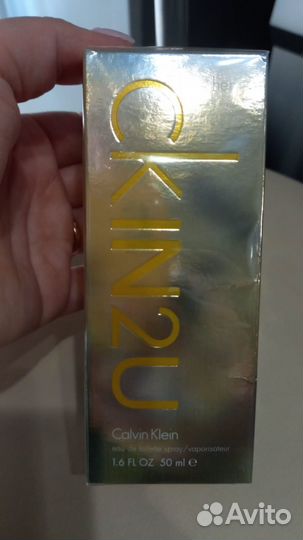 ckIN2U
Calvin Klein
eau de toilette spray/vaporisateur
1.6 FL OZ 50 ml ℮
Avito